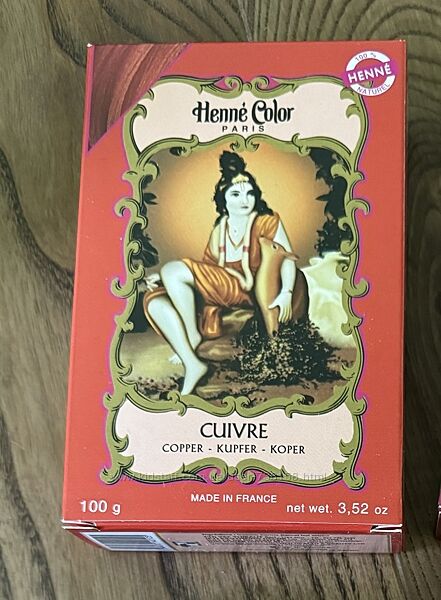 100 %
HENNÉ
NATUREL
Henné Color
PARIS
CUIVRE
COPPER - KUPFER - KOPER
MADE IN FRANCE
100 g
net wet. 3,52 oz